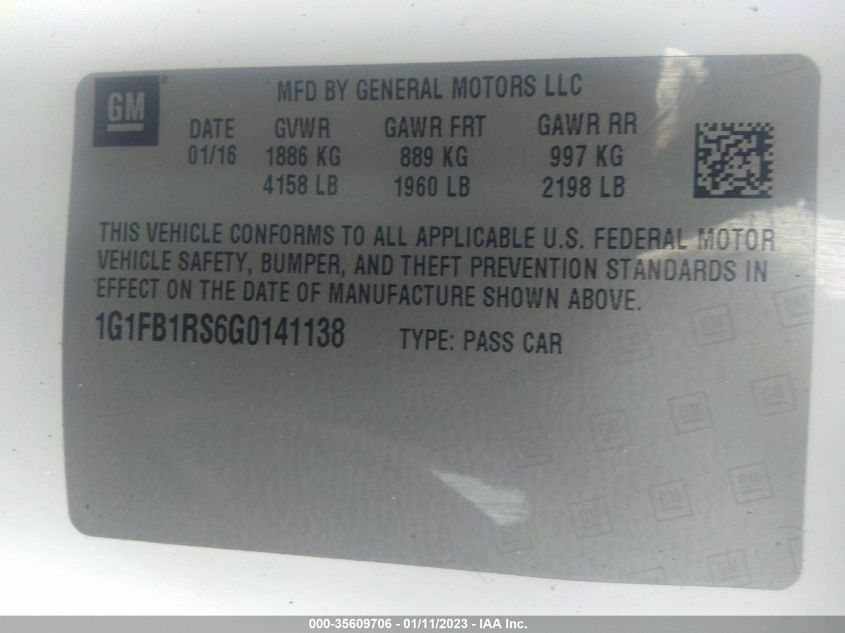 GM
MFD BY GENERAL MOTORS LLC
DATE GVWR GAWR FRT GAWR RR
01/16 1886 KG 889 KG 997 KG
4158 LB 1960 LB 2198 LB
THIS VEHICLE CONFORMS TO ALL APPLICABLE U.S. FEDERAL MOTOR
VEHICLE SAFETY, BUMPER, AND THEFT PREVENTION STANDARDS IN
EFFECT ON THE DATE OF MANUFACTURE SHOWN ABOVE.
1G1FB1RS6G0141138 TYPE: PASS CAR
000-35609706 - 01/11/2023 - IAA Inc.